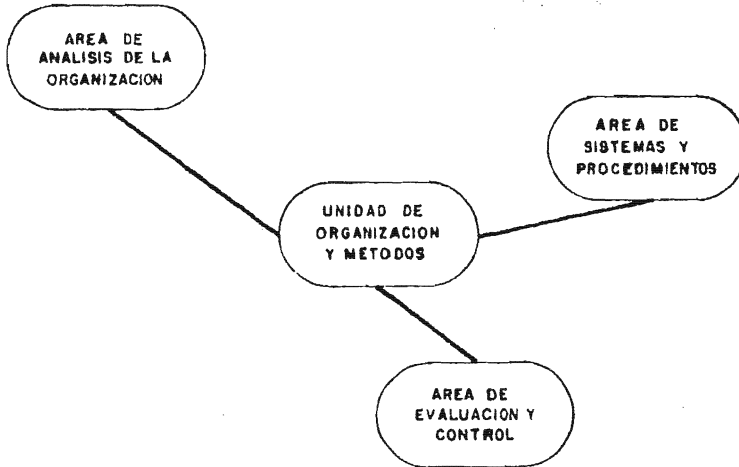 AREA DE
ANALISIS DE LA
ORGANIZACION
AREA DE
SISTEMAS Y
PROCEDIMIENTOS
UNIDAD DE
ORGANIZACION
Y METODOS
AREA DE
EVALUACION Y
CONTROL